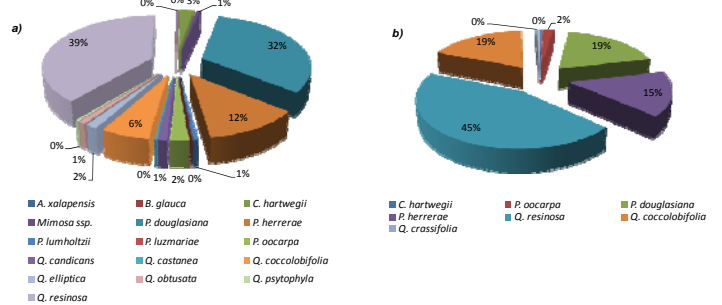 a)
0%
0%
3%
1%
32%
12%
1%
0%
2%
1%
0%
6%
2%
1%
0%
39%
A. xalapensis B. glauca C. hartwegii
Mimosa ssp. P. douglasiana P. herrerae
P. lumholtzii P. luzmariae P. oocarpa
Q. candicans Q. castanea Q. coccolobifolia
Q. elliptica Q. obtusata Q. psytophyla
Q. resinosa
b)
0%
0%
2%
19%
15%
45%
19%
C. hartwegii P. oocarpa P. douglasiana
P. herrerae Q. resinosa Q. coccolobifolia
Q. crassifolia